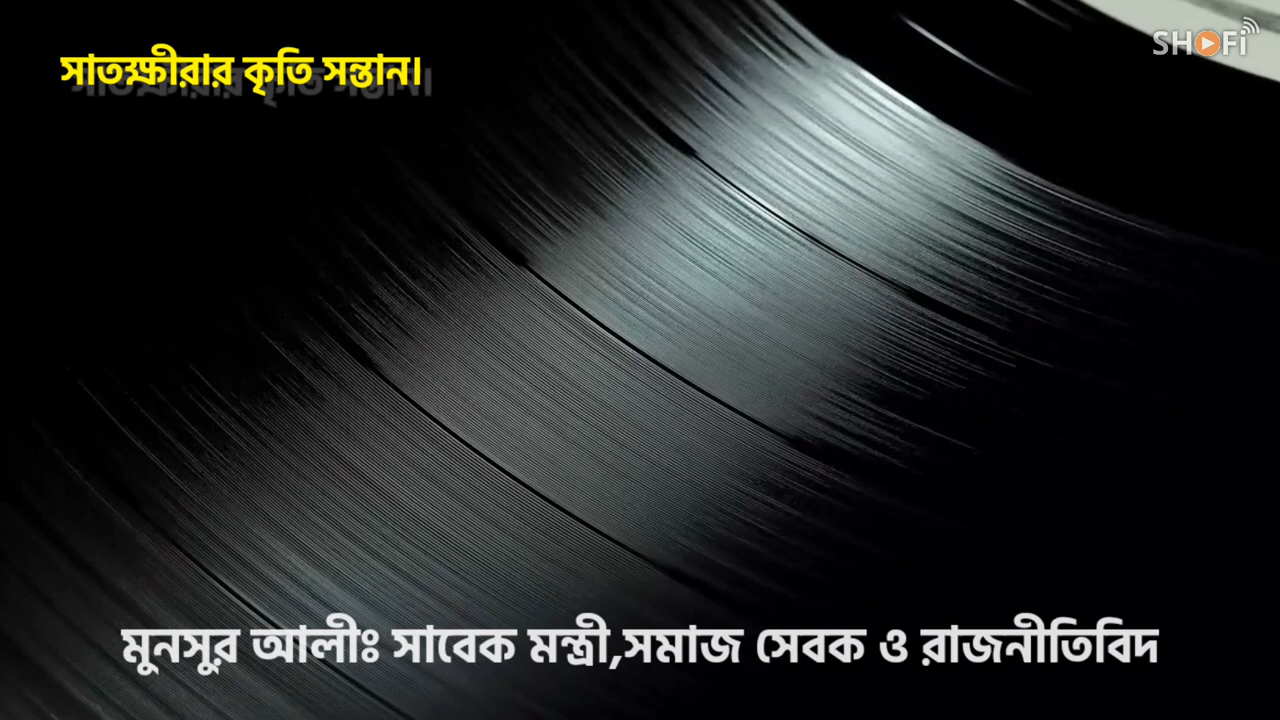 সাতক্ষীরার কৃতি সন্তান।
SHOFi
মুনসুর আলীঃ সাবেক মন্ত্রী,সমাজ সেবক ও রাজনীতিবিদ